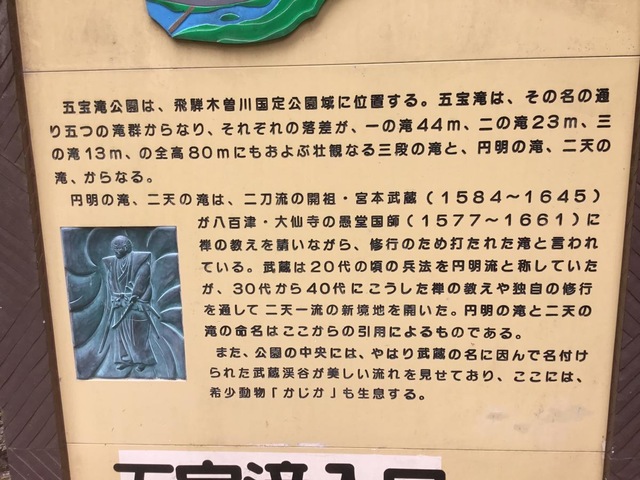 五宝滝公園は、飛騨木曽川国定公園域に位置する。五宝滝は、その名の通
り五つの滝群からなり、それぞれの落差が、一の滝44m、二の滝23m、三
の滝13m、の全高80mにもおよぶ壮観なる三段の滝と、円明の滝、二天の
滝、からなる。
円明の滝、二天の滝は、二刀流の開祖・宮本武蔵(1584〜1645)
が八百津・大仙寺の愚堂国師(1577〜1661)に
禅の教えを請いながら、修行のため打たれた滝と言われ
ている。武蔵は20代の頃の兵法を円明流と称していた
が、30代から40代にこうした禅の教えや独自の修行
を通して二天一流の新境地を開いた。円明の滝と二天の
滝の命名はここからの引用によるものである。
また、公園の中央には、やはり武蔵の名に因んで名付け
られた武蔵渓谷が美しい流れを見せており、ここには、
希少動物「かじか」も生息する。
五宝滝入口